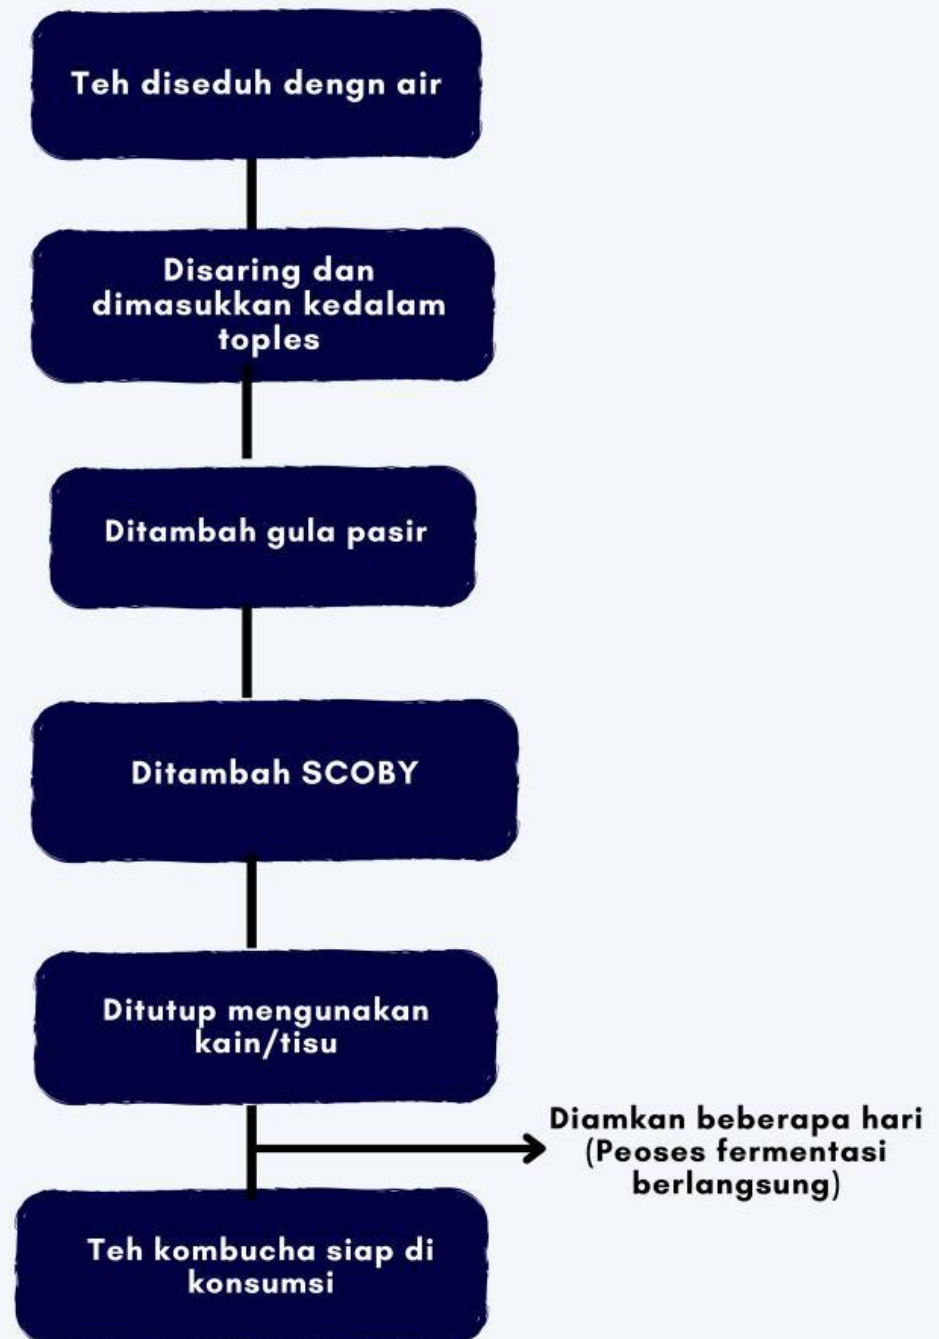 Teh diseduh dengn air
Disaring dan
dimasukkan kedalam
toples
Ditambah gula pasir
Ditambah SCOBY
Ditutup mengunakan
kain/tisu
Diamkan beberapa hari
(Peoses fermentasi
berlangsung)
Teh kombucha siap di
konsumsi